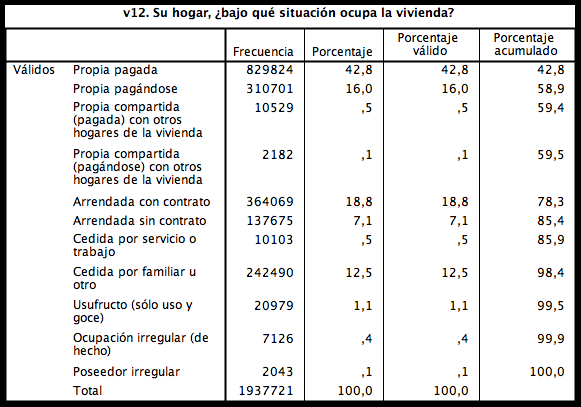 v12. Su hogar, ¿bajo qué situación ocupa la vivienda?
Frecuencia Porcentaje Porcentaje válido Porcentaje acumulado
Válidos Propia pagada 829824 42,8 42,8 42,8
Propia pagándose 310701 16,0 16,0 58,9
Propia compartida (pagada) con otros hogares de la vivienda 10529 ,5 ,5 59,4
Propia compartida (pagándose) con otros hogares de la vivienda 2182 ,1 ,1 59,5
Arrendada con contrato 364069 18,8 18,8 78,3
Arrendada sin contrato 137675 7,1 7,1 85,4
Cedida por servicio o trabajo 10103 ,5 ,5 85,9
Cedida por familiar u otro 242490 12,5 12,5 98,4
Usufructo (sólo uso y goce) 20979 1,1 1,1 99,5
Ocupación irregular (de hecho) 7126 ,4 ,4 99,9
Poseedor irregular 2043 ,1 ,1 100,0
Total 1937721 100,0 100,0